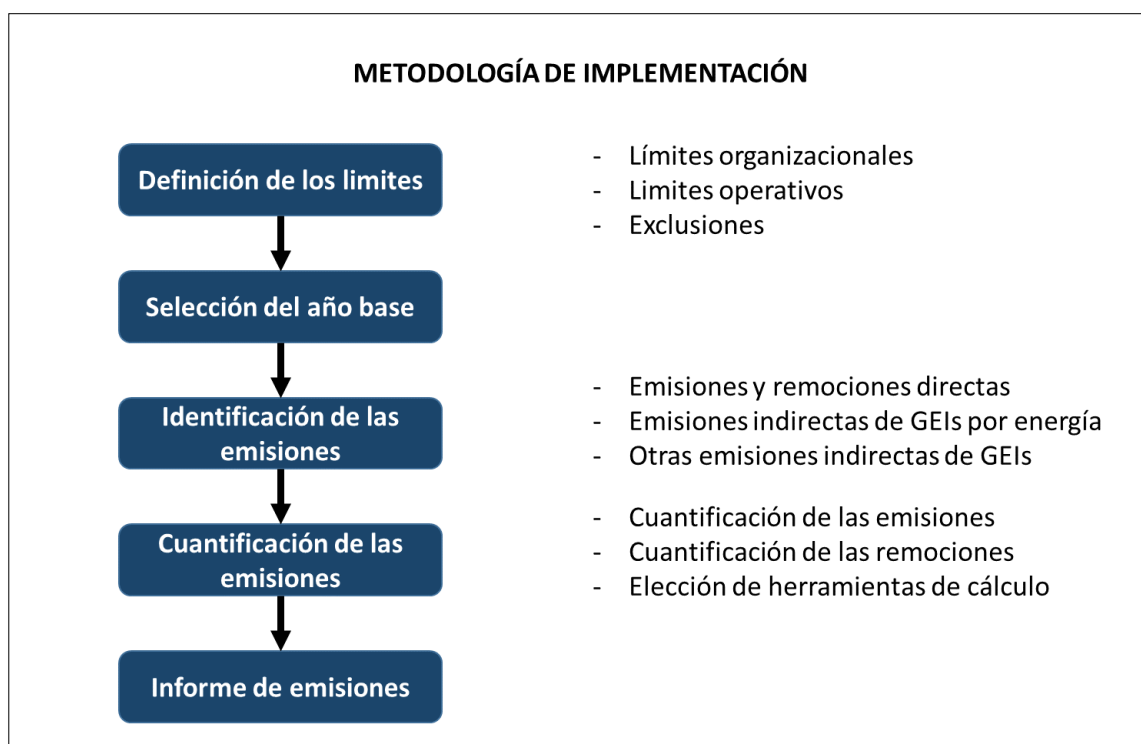 METODOLOGÍA DE IMPLEMENTACIÓN
Definición de los limites
- Límites organizacionales
- Limites operativos
- Exclusiones
Selección del año base
Identificación de las
emisiones
- Emisiones y remociones directas
- Emisiones indirectas de GEIs por energía
- Otras emisiones indirectas de GEIs
Cuantificación de las
emisiones
- Cuantificación de las emisiones
- Cuantificación de las remociones
- Elección de herramientas de cálculo
Informe de emisiones